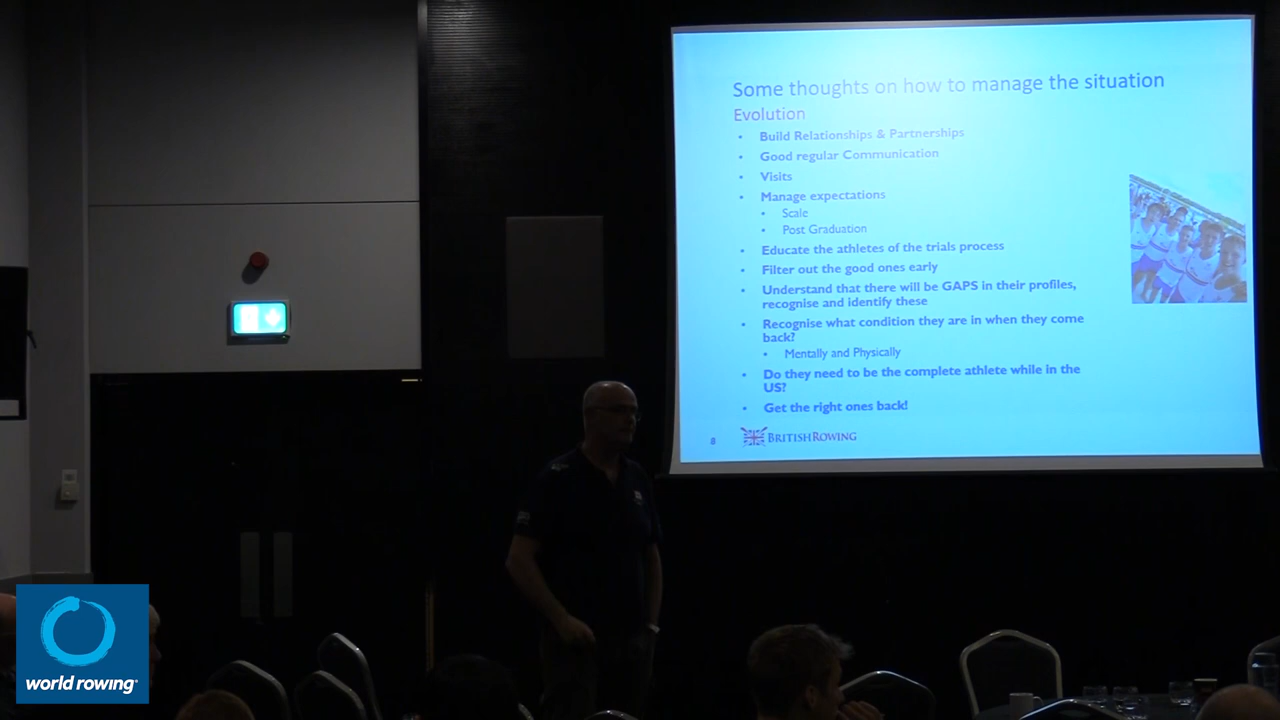 Some thoughts on how to manage the situation
Evolution
• Build Relationships & Partnerships
• Good regular Communication
• Visits
• Manage expectations
• Scale
• Post Graduation
• Educate the athletes of the trials process
• Filter out the good ones early
• Understand that there will be GAPS in their profiles,
recognise and identify these
• Recognise what condition they are in when they come
back?
• Mentally and Physically
• Do they need to be the complete athlete while in the
US?
• Get the right ones back!
8
BRITISH ROWING
world rowing